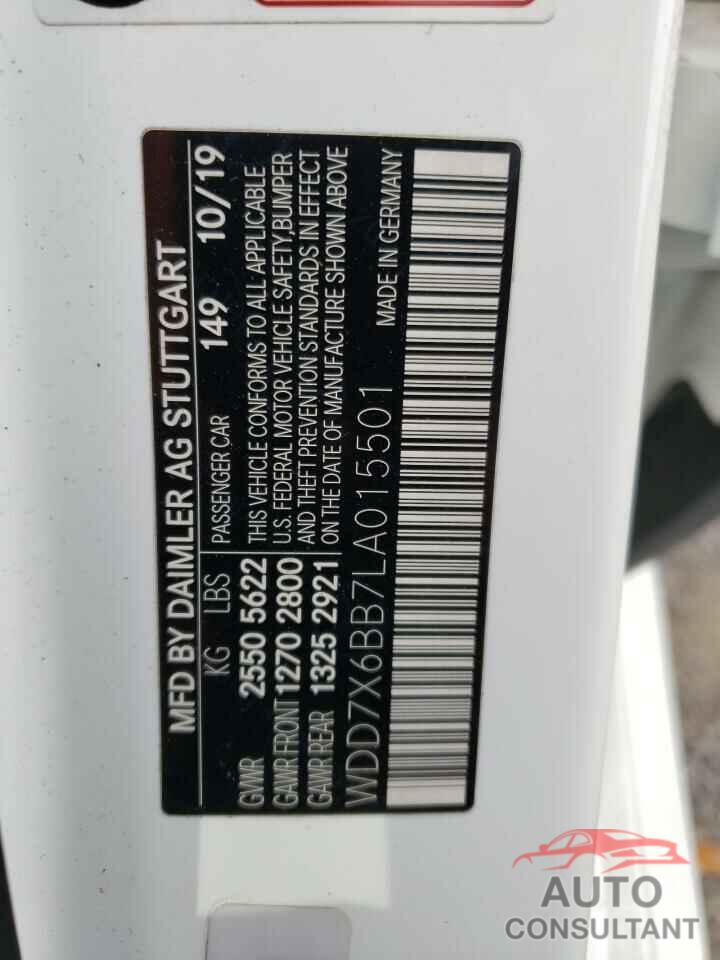 MFD BY DAIMLER AG STUTTGART
KG LBS PASSENGER CAR 149 10/19
GVWR 2550 5622 THIS VEHICLE CONFORMS TO ALL APPLICABLE
GAWR FRONT 1270 2800 U.S. FEDERAL MOTOR VEHICLE SAFETY,BUMPER
GAWR REAR 1325 2921 AND THEFT PREVENTION STANDARDS IN EFFECT
ON THE DATE OF MANUFACTURE SHOWN ABOVE
WDD7X6BB7LA015501 MADE IN GERMANY
AUTO
CONSULTANT